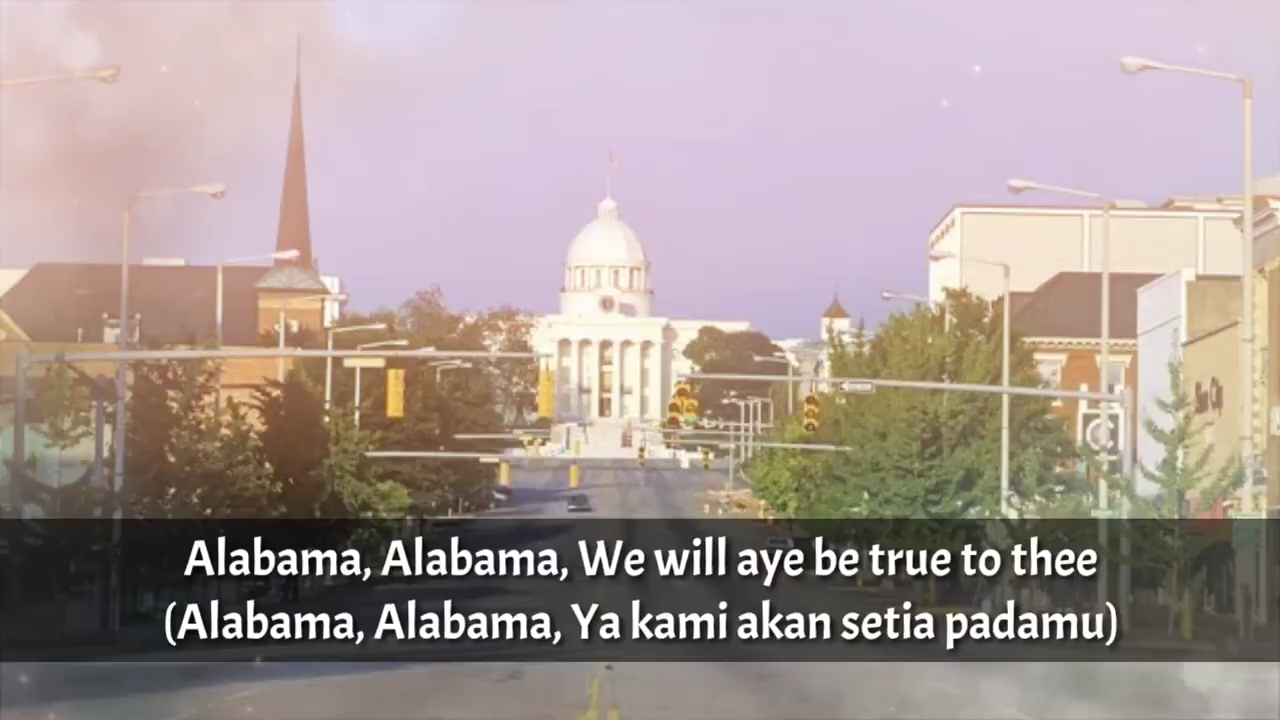 Alabama, Alabama, We will aye be true to thee
(Alabama, Alabama, Ya kami akan setia padamu)